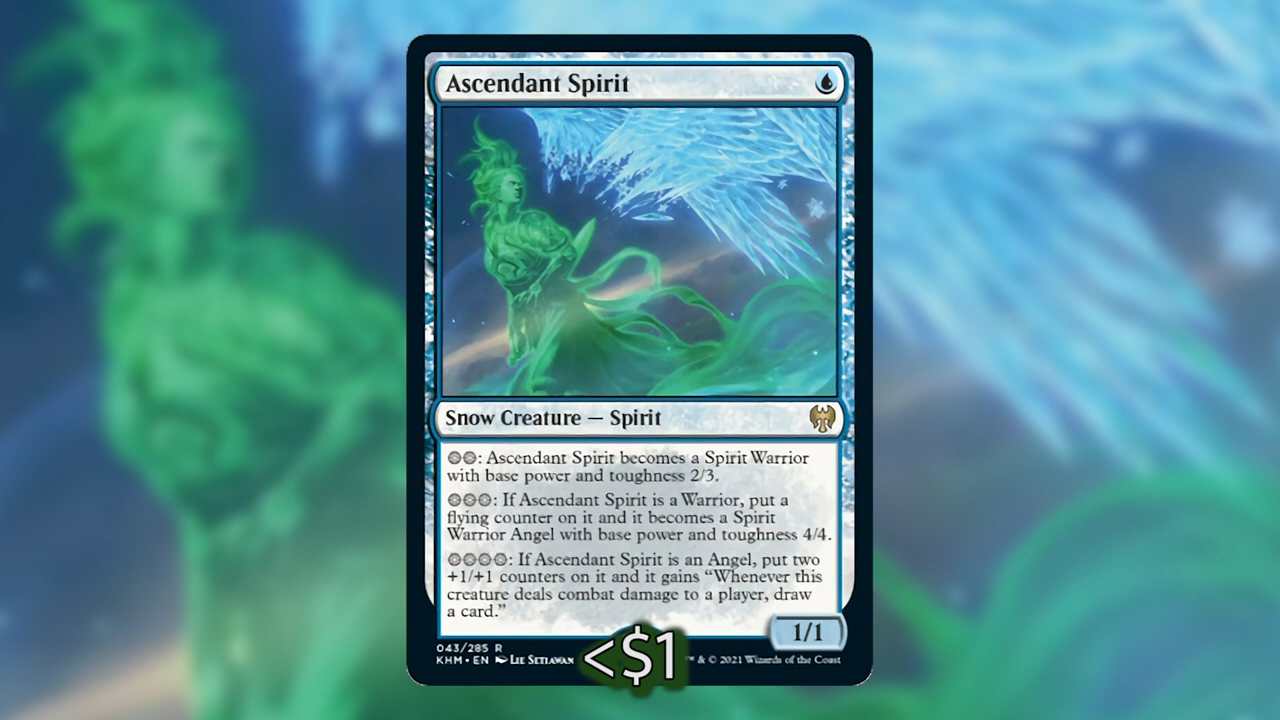 Ascendant Spirit
Snow Creature — Spirit
: Ascendant Spirit becomes a Spirit Warrior
with base power and toughness 2/3.
: If Ascendant Spirit is a Warrior, put a
flying counter on it and it becomes a Spirit
Warrior Angel with base power and toughness 4/4.
: If Ascendant Spirit is an Angel, put two
+1/+1 counters on it and it gains “Whenever this
creature deals combat damage to a player, draw
a card.”
1/1
043/285 R
KHM • EN Lie Setiawan
<$1
™ & © 2021 Wizards of the Coast